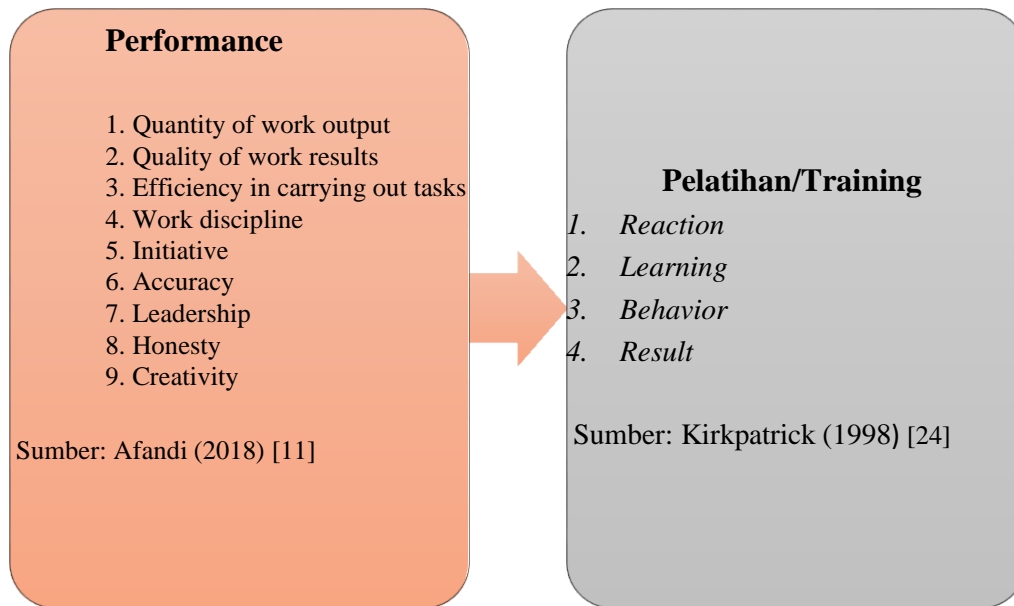 Performance
1. Quantity of work output
2. Quality of work results
3. Efficiency in carrying out tasks
4. Work discipline
5. Initiative
6. Accuracy
7. Leadership
8. Honesty
9. Creativity
Sumber: Afandi (2018) [11]
Pelatihan/Training
1. Reaction
2. Learning
3. Behavior
4. Result
Sumber: Kirkpatrick (1998) [24]